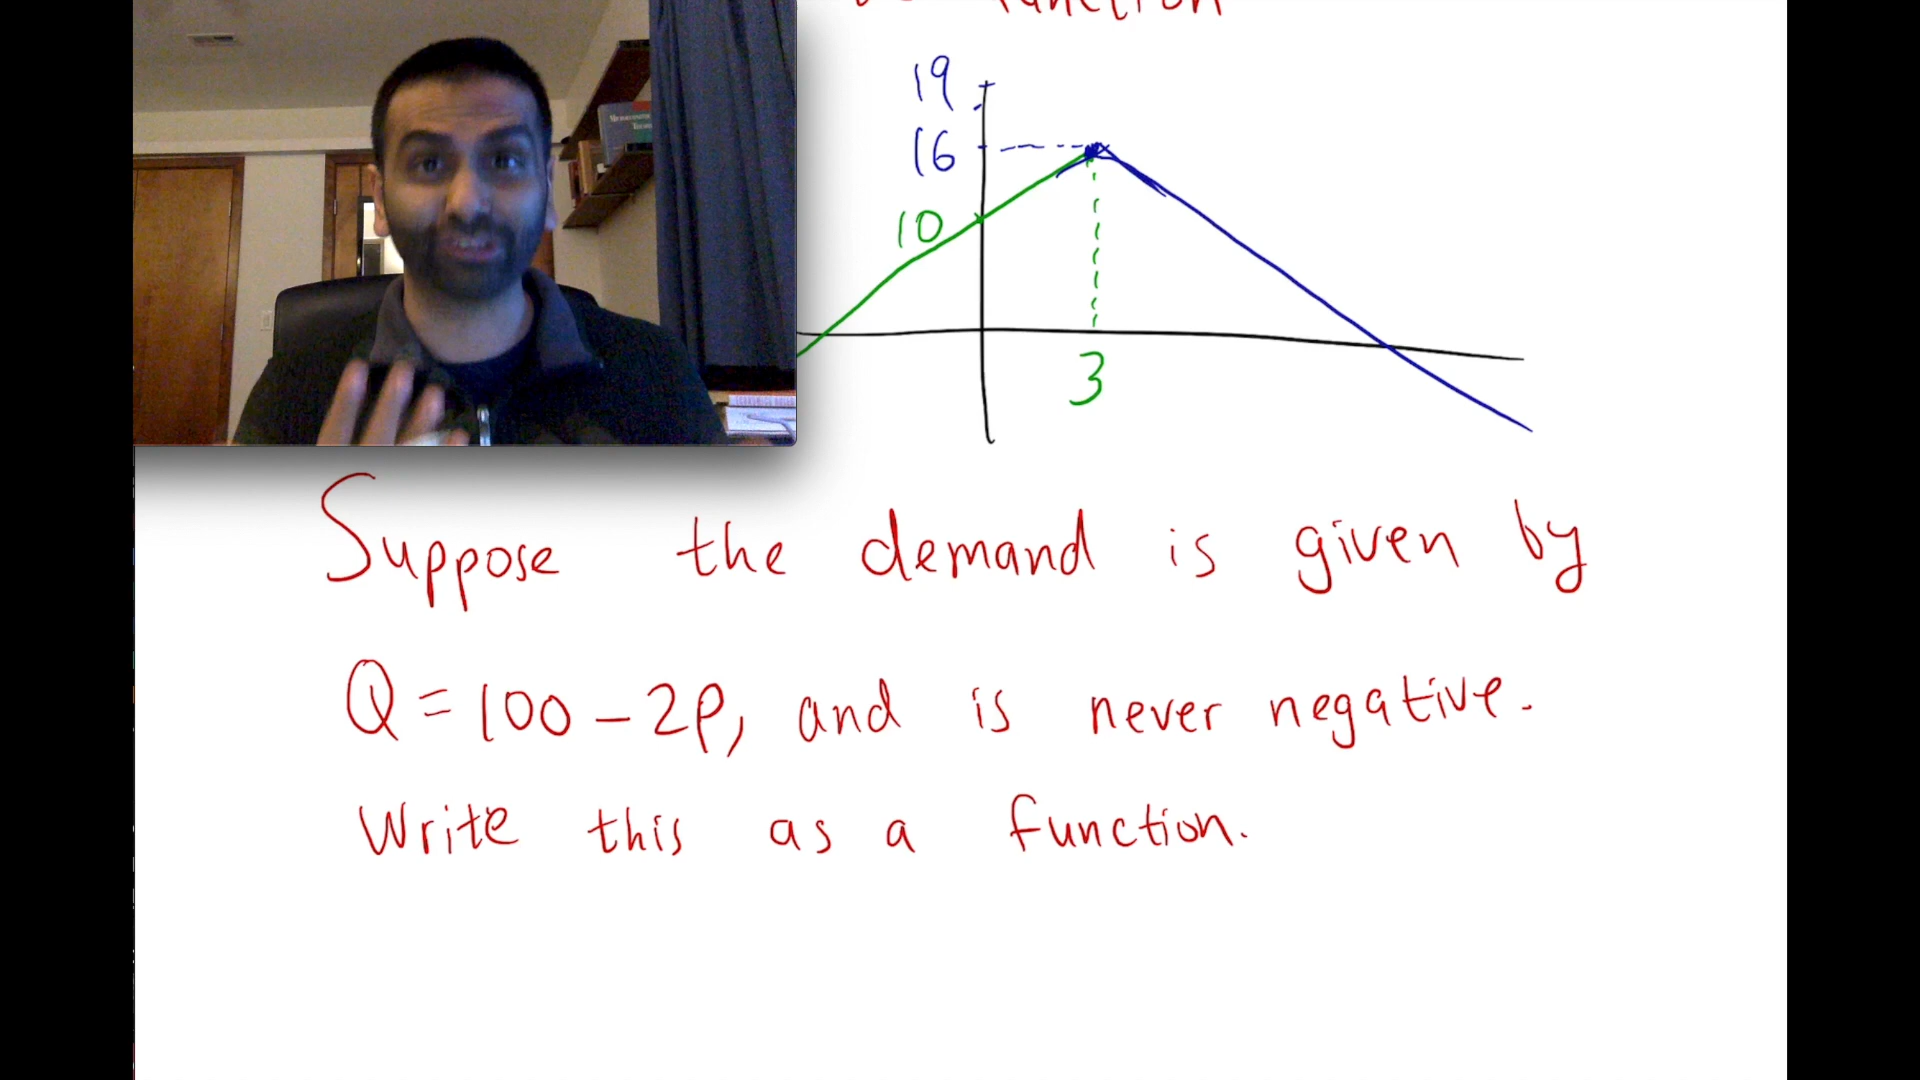 function
19
16
10
3
Suppose the demand is given by
Q = 100 - 2P, and is never negative.
Write this as a function.